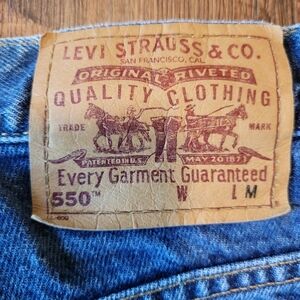 LEVI STRAUSS & CO.
SAN FRANCISCO, CAL.
ORIGINAL RIVETED
QUALITY CLOTHING
TRADE MARK
PATENTED IN U.S. MAY 20 1873
Every Garment Guaranteed
550™ W L M